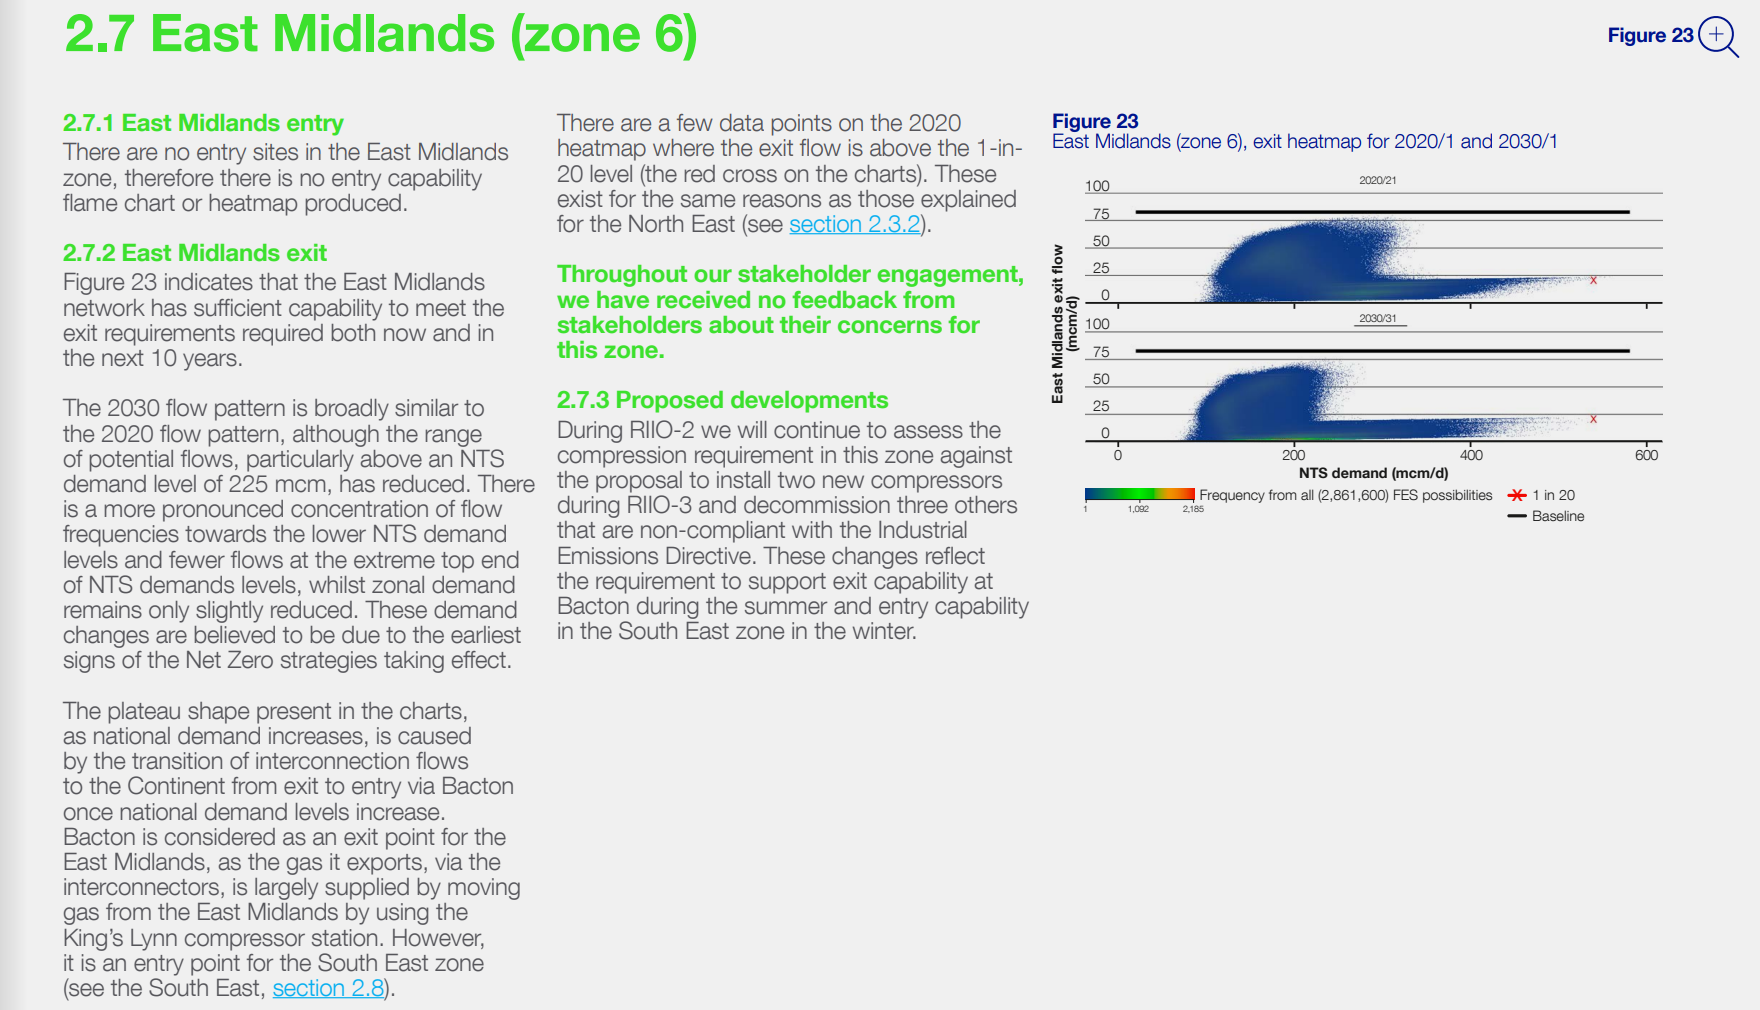 2.7 East Midlands (zone 6)
Figure 23
2.7.1 East Midlands entry
There are no entry sites in the East Midlands
zone, therefore there is no entry capability
flame chart or heatmap produced.
2.7.2 East Midlands exit
Figure 23 indicates that the East Midlands
network has sufficient capability to meet the
exit requirements required both now and in
the next 10 years.
The 2030 flow pattern is broadly similar to
the 2020 flow pattern, although the range
of potential flows, particularly above an NTS
demand level of 225 mcm, has reduced. There
is a more pronounced concentration of flow
frequencies towards the lower NTS demand
levels and fewer flows at the extreme top end
of NTS demands levels, whilst zonal demand
remains only slightly reduced. These demand
changes are believed to be due to the earliest
signs of the Net Zero strategies taking effect.
The plateau shape present in the charts,
as national demand increases, is caused
by the transition of interconnection flows
to the Continent from exit to entry via Bacton
once national demand levels increase.
Bacton is considered as an exit point for the
East Midlands, as the gas it exports, via the
interconnectors, is largely supplied by moving
gas from the East Midlands by using the
King's Lynn compressor station. However,
it is an entry point for the South East zone
(see the South East, section 2.8).
There are a few data points on the 2020
heatmap where the exit flow is above the 1-in-
20 level (the red cross on the charts). These
exist for the same reasons as those explained
for the North East (see section 2.3.2).
Throughout our stakeholder engagement,
we have received no feedback from
stakeholders about their concerns for
this zone.
2.7.3 Proposed developments
During RIIO-2 we will continue to assess the
compression requirement in this zone against
the proposal to install two new compressors
during RIIO-3 and decommission three others
that are non-compliant with the Industrial
Emissions Directive. These changes reflect
the requirement to support exit capability at
Bacton during the summer and entry capability
in the South East zone in the winter.
Figure 23
East Midlands (zone 6), exit heatmap for 2020/1 and 2030/1
2020/21
100
75
50
25
0
2030/31
100
75
50
25
0
East Midlands exit flow
(mcm/d)
0 200 400 600
NTS demand (mcm/d)
Frequency from all (2,861,600) FES possibilities
1 1,092 2,185
1 in 20
Baseline